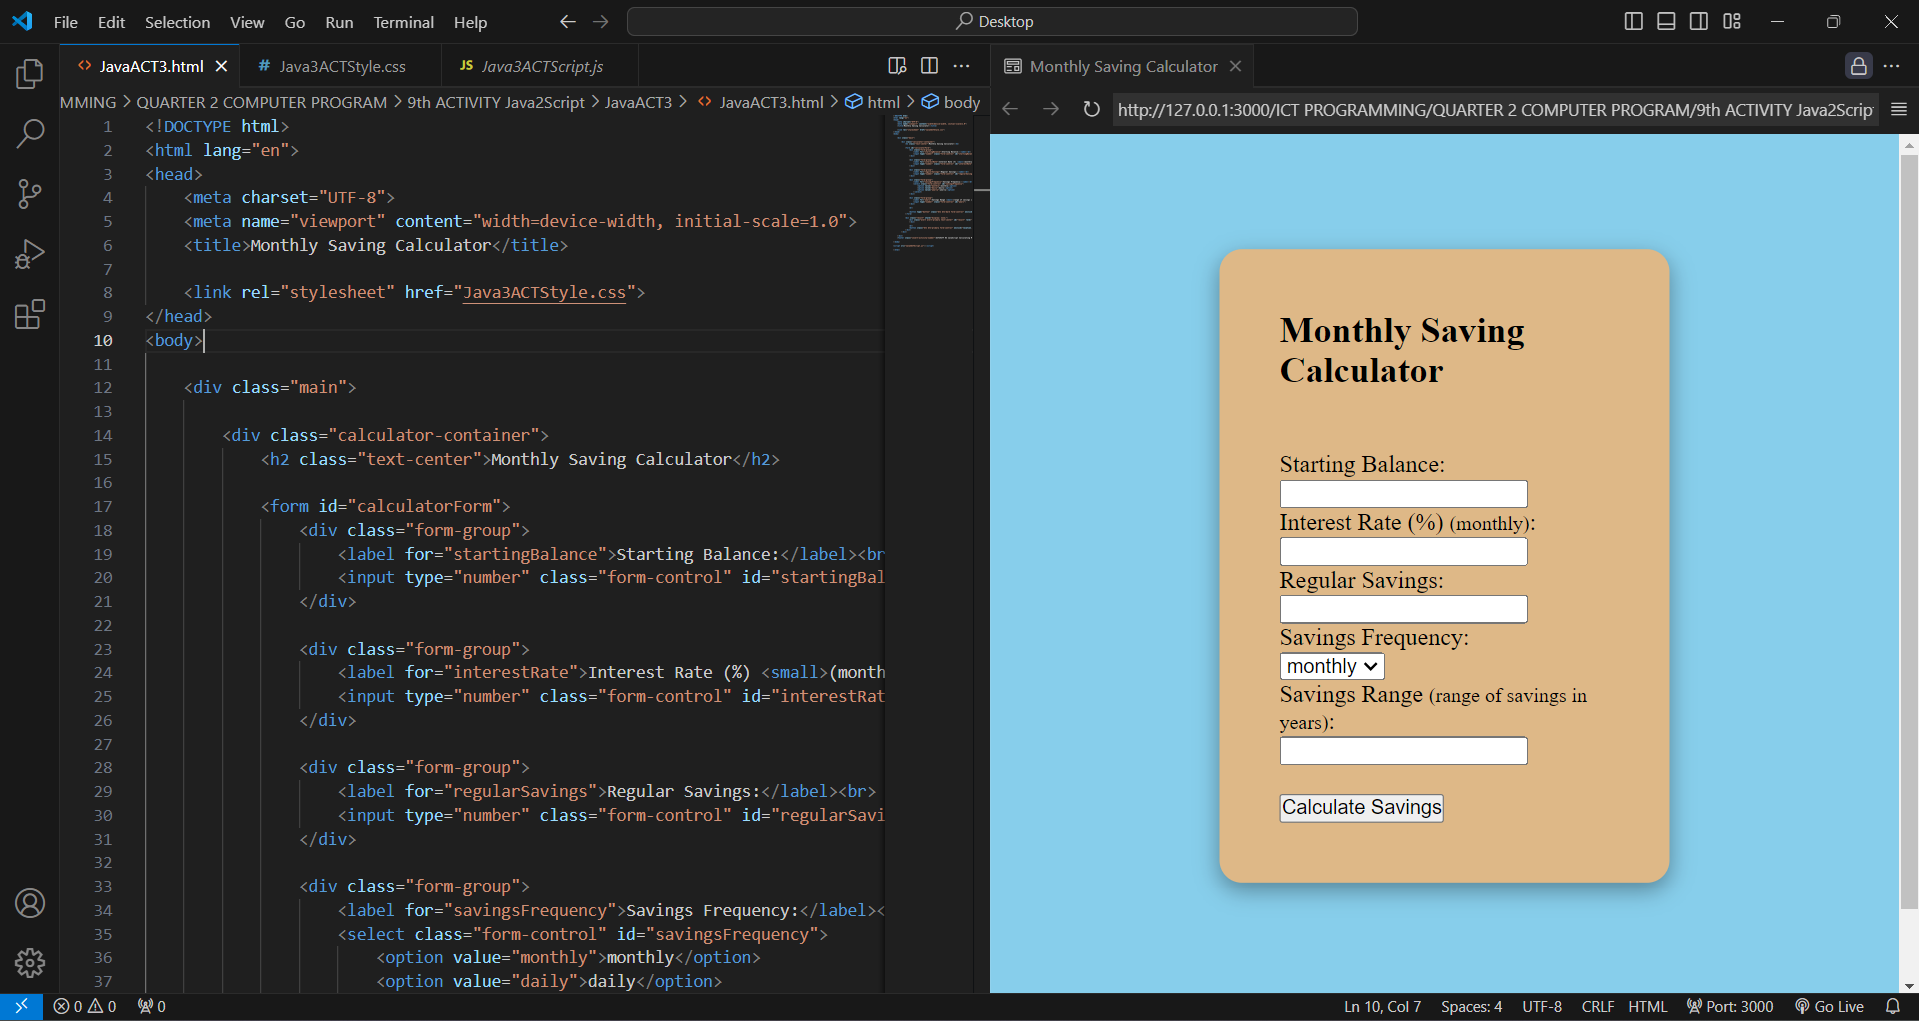 File Edit Selection View Go Run Terminal Help
Desktop
JavaACT3.html
# Java3ACTStyle.css
JS Java3ACTScript.js
MMING > QUARTER 2 COMPUTER PROGRAM > 9th ACTIVITY Java2Script > JavaACT3 > <> JavaACT3.html > html > body
1 <!DOCTYPE html>
2 <html lang="en">
3 <head>
4 <meta charset="UTF-8">
5 <meta name="viewport" content="width=device-width, initial-scale=1.0">
6 <title>Monthly Saving Calculator</title>
7
8 <link rel="stylesheet" href="Java3ACTStyle.css">
9 </head>
10 <body>
11
12 <div class="main">
13
14 <div class="calculator-container">
15 <h2 class="text-center">Monthly Saving Calculator</h2>
16
17 <form id="calculatorForm">
18 <div class="form-group">
19 <label for="startingBalance">Starting Balance:</label><br
20 <input type="number" class="form-control" id="startingBal
21 </div>
22
23 <div class="form-group">
24 <label for="interestRate">Interest Rate (%) <small>(month
25 <input type="number" class="form-control" id="interestRat
26 </div>
27
28 <div class="form-group">
29 <label for="regularSavings">Regular Savings:</label><br>
30 <input type="number" class="form-control" id="regularSavi
31 </div>
32
33 <div class="form-group">
34 <label for="savingsFrequency">Savings Frequency:</label><
35 <select class="form-control" id="savingsFrequency">
36 <option value="monthly">monthly</option>
37 <option value="daily">daily</option>
Monthly Saving Calculator
http://127.0.0.1:3000/ICT PROGRAMMING/QUARTER 2 COMPUTER PROGRAM/9th ACTIVITY Java2Scrip
Monthly Saving
Calculator
Starting Balance:
Interest Rate (%) (monthly):
Regular Savings:
Savings Frequency:
monthly
Savings Range (range of savings in
years):
Calculate Savings
0 0 0
Ln 10, Col 7 Spaces: 4 UTF-8 CRLF HTML Port: 3000 Go Live